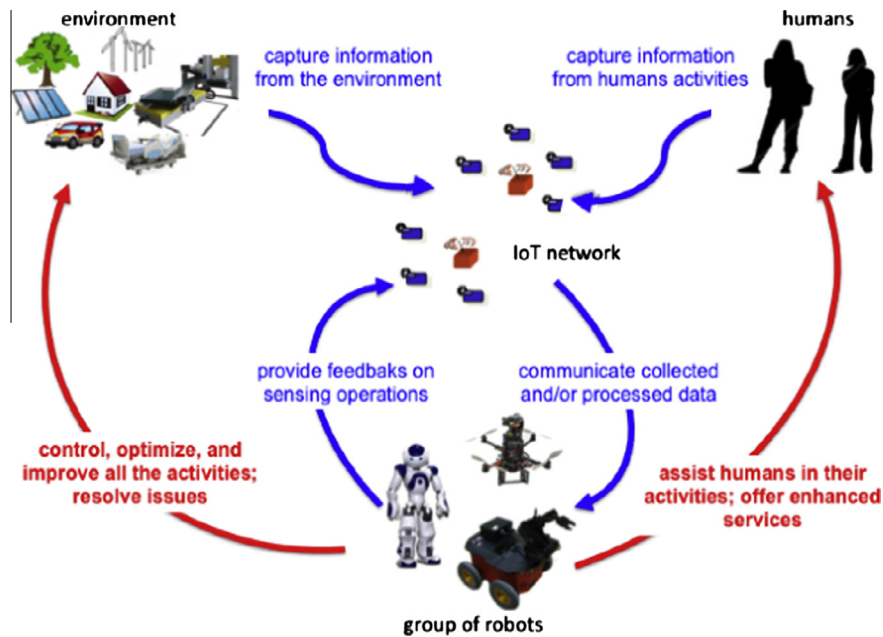 environment
humans
capture information
from the environment
capture information
from humans activities
IoT network
provide feedbaks on
sensing operations
communicate collected
and/or processed data
control, optimize, and
improve all the activities;
resolve issues
assist humans in their
activities; offer enhanced
services
group of robots